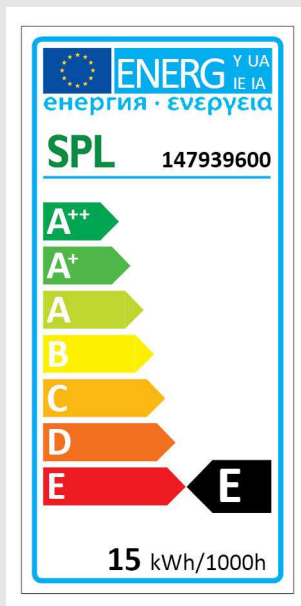 ENERG Y UA
IE IA
енергия · ενεργεια
SPL 147939600
A++
A+
A
B
C
D
E E
15 kWh/1000h